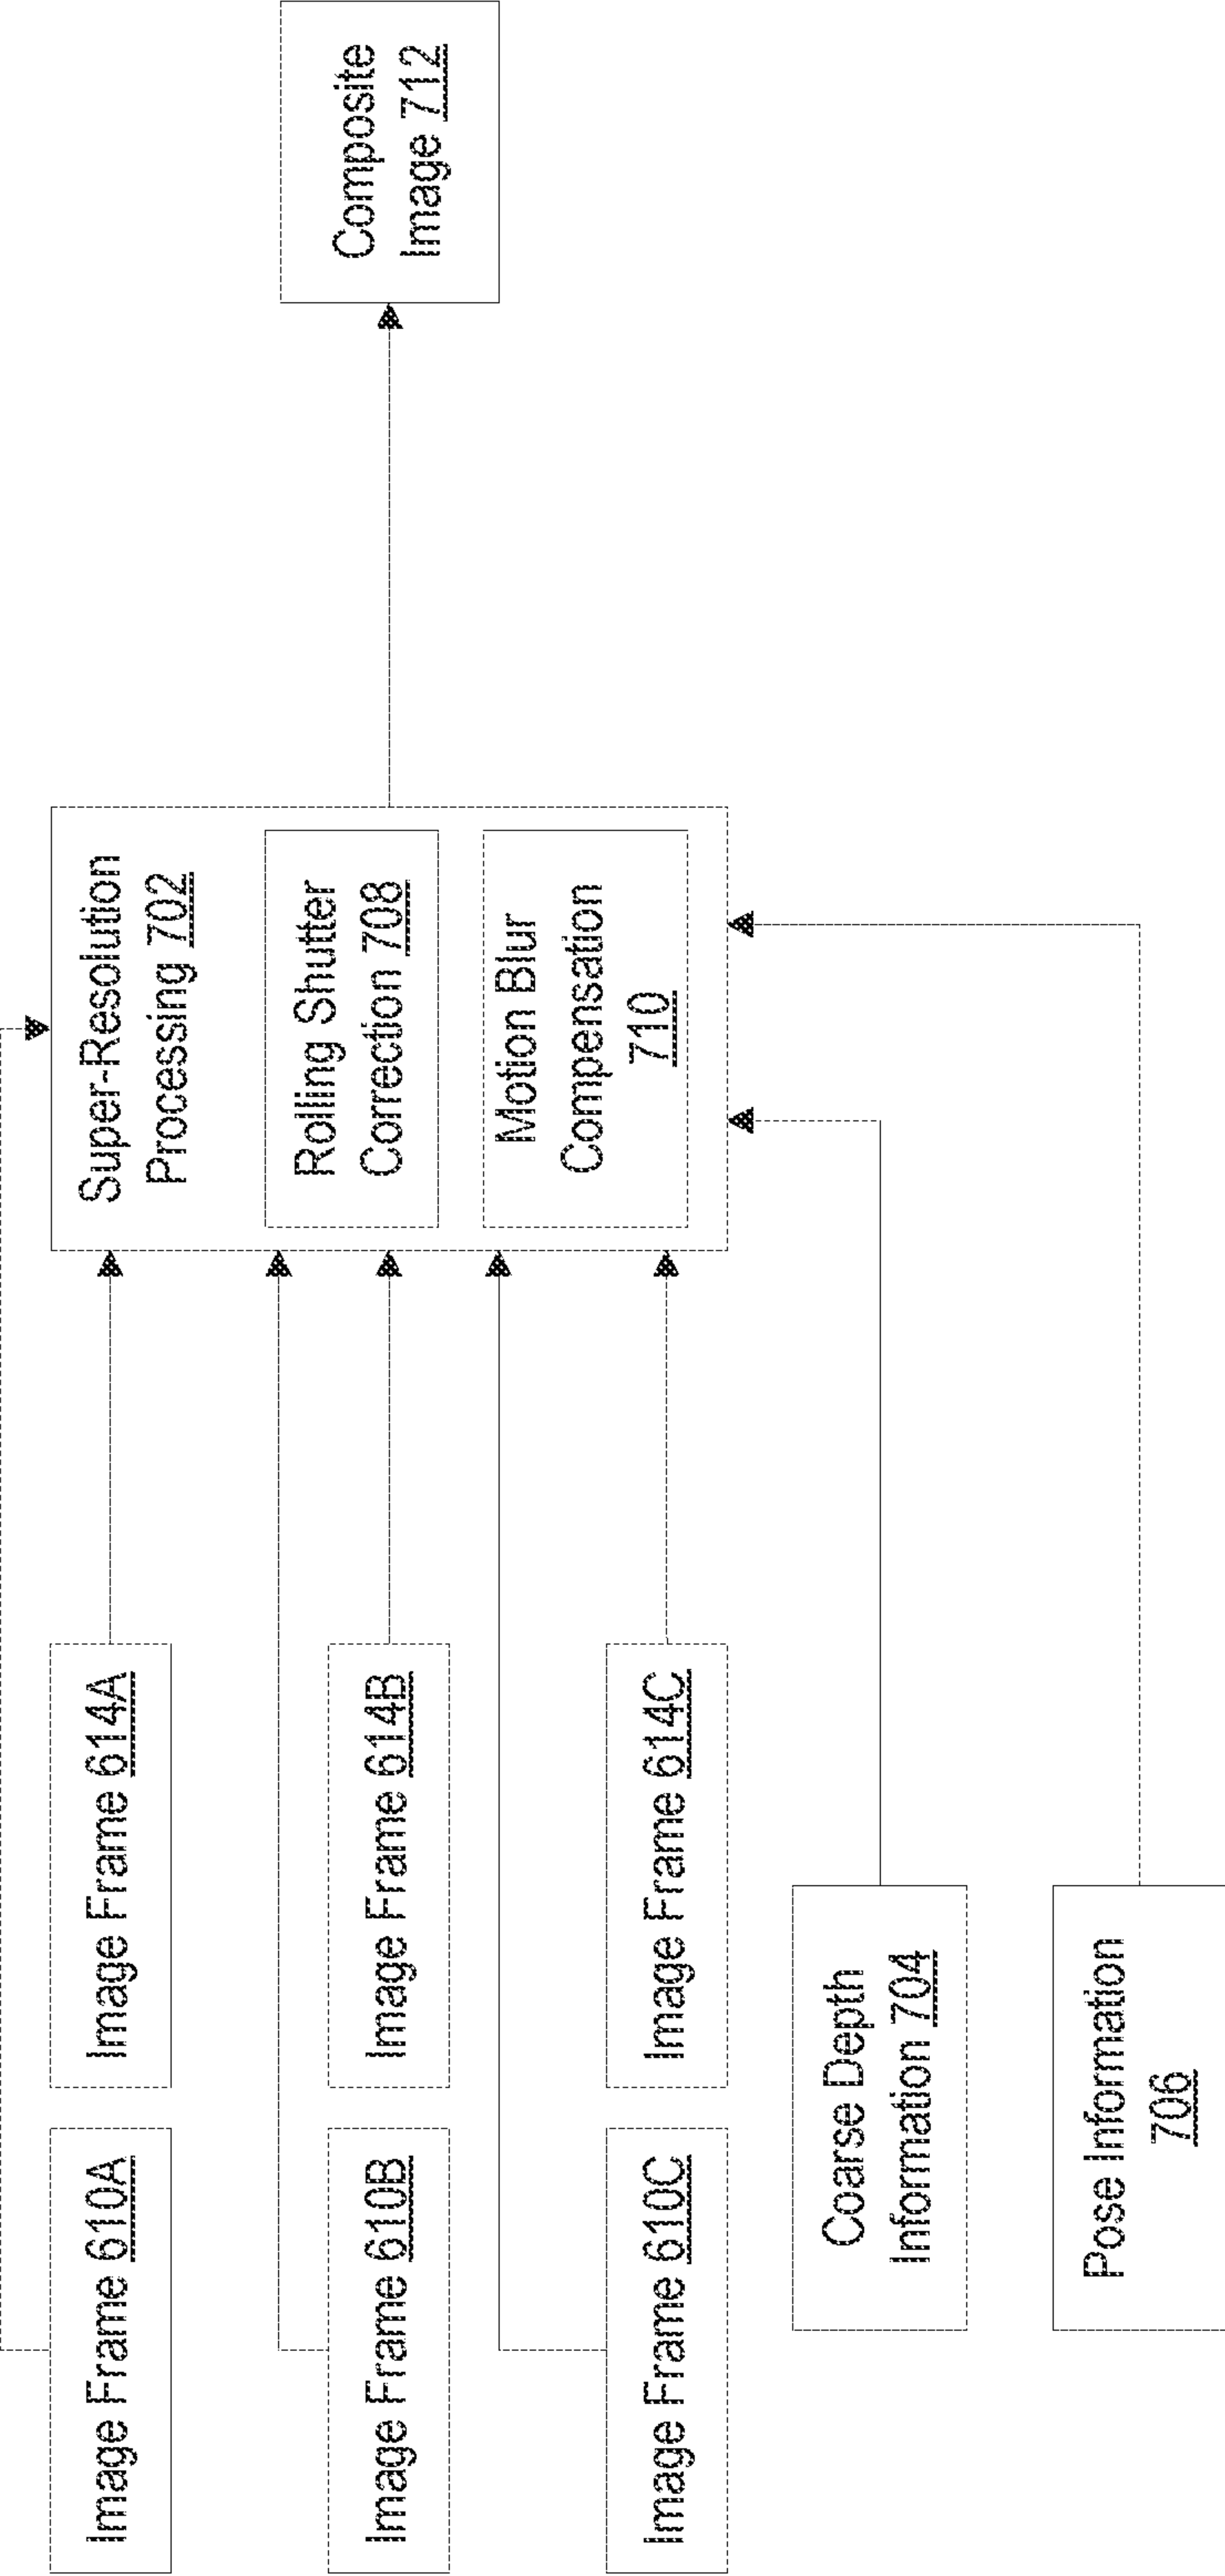 Image Frame 610A
Image Frame 614A
Super-Resolution
Processing 702
Image Frame 610B
Image Frame 614B
Rolling Shutter
Correction 708
Composite
Image 712
Image Frame 610C
Image Frame 614C
Motion Blur
Compensation
710
Coarse Depth
Information 704
Pose Information
706